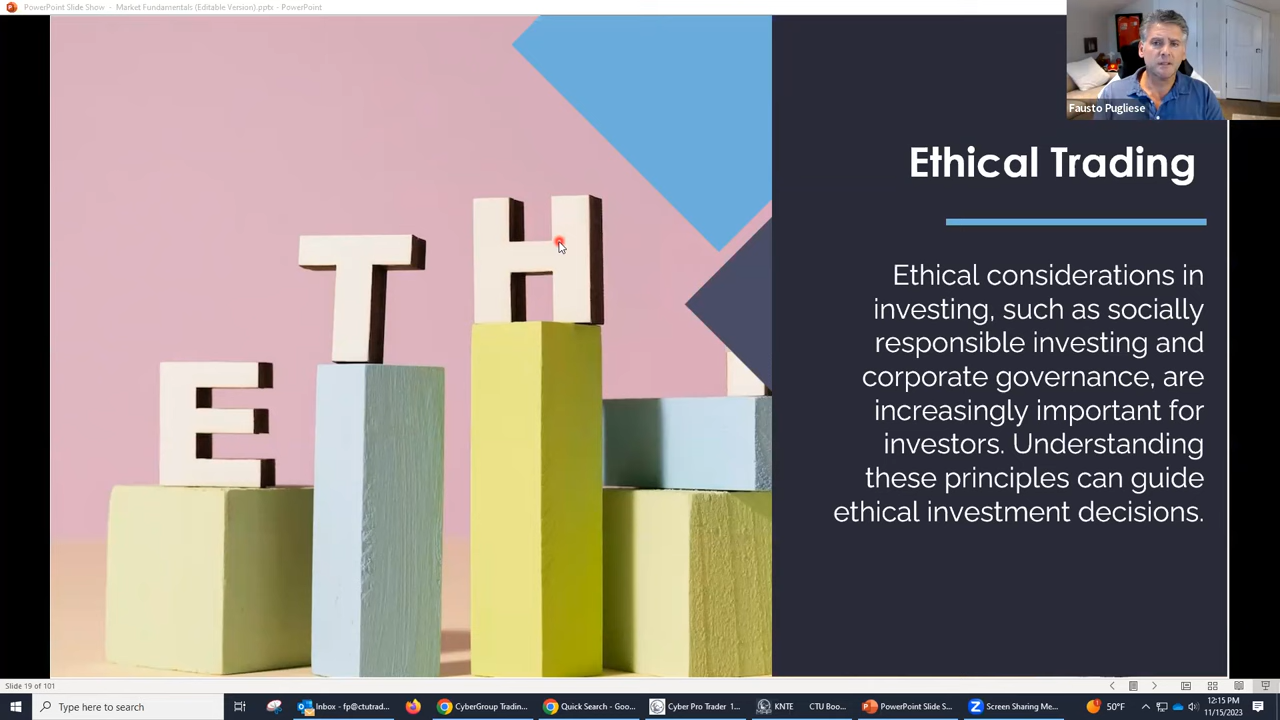 PowerPoint Slide Show - Market Fundamentals (Editable Version).pptx - PowerPoint
Fausto Pugliese
Ethical Trading
E T H
Ethical considerations in
investing, such as socially
responsible investing and
corporate governance, are
increasingly important for
investors. Understanding
these principles can guide
ethical investment decisions.
Slide 19 of 101
Type here to search
Inbox - fp@ctutrad...
CyberGroup Tradin...
Quick Search - Goo...
Cyber Pro Trader 1...
KNTE
CTU Boo...
PowerPoint Slide S...
Screen Sharing Me...
50°F
12:15 PM
11/15/2023